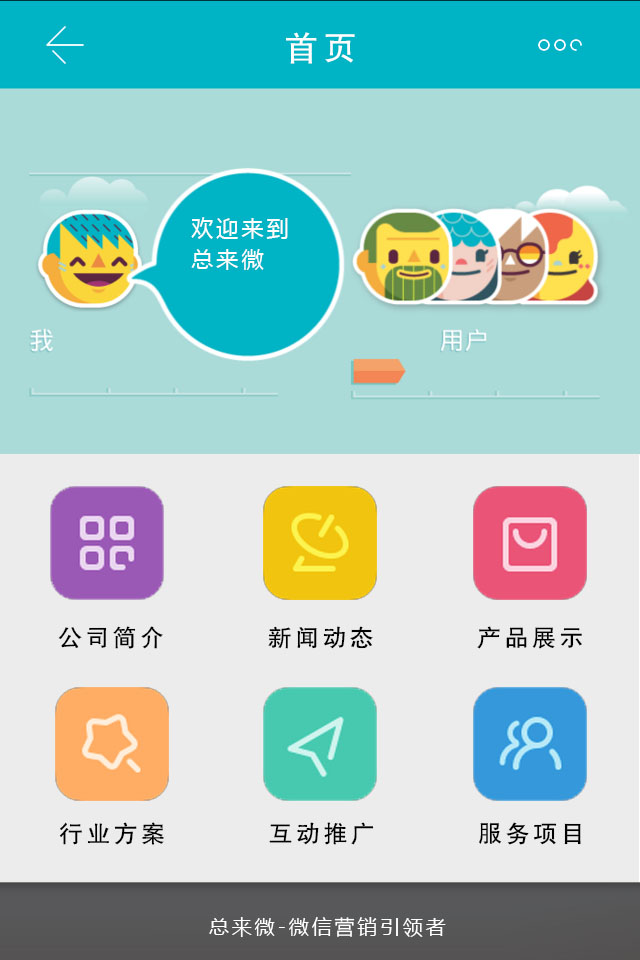 首页
欢迎来到
总来微
我
用户
公司简介
新闻动态
产品展示
行业方案
互动推广
服务项目
总来微-微信营销引领者